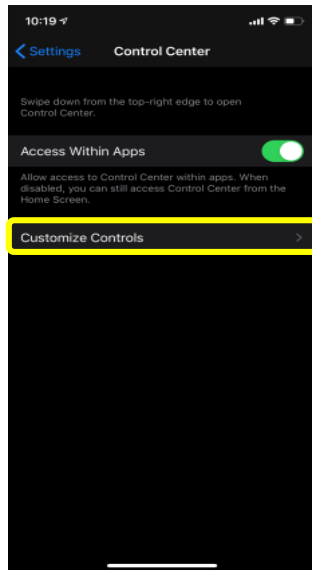 10:19
Settings
Control Center
Swipe down from the top-right edge to open
Control Center.
Access Within Apps
Allow access to Control Center within apps. When
disabled, you can still access Control Center from the
Home Screen.
Customize Controls